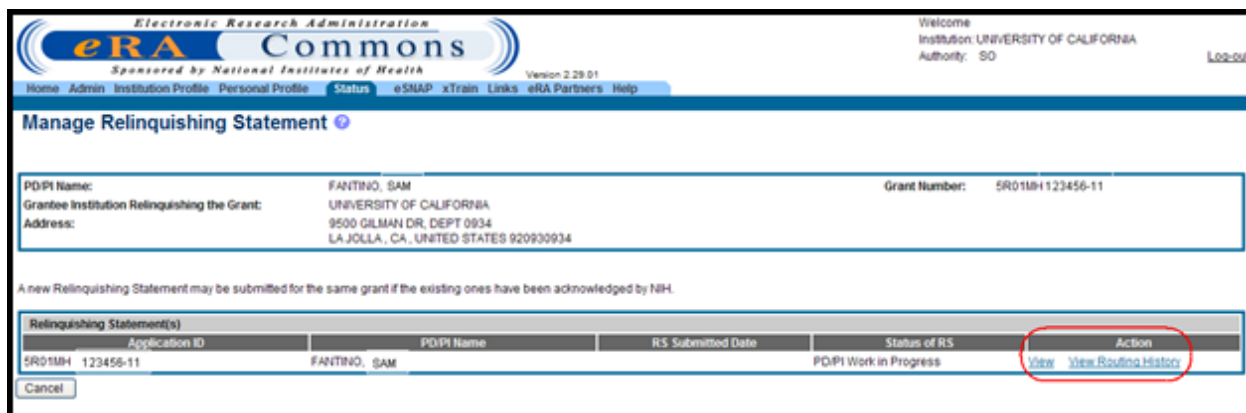 Electronic Research Administration
eRA Commons
Sponsored by National Institutes of Health
Version 2.29.01
Welcome
Institution: UNIVERSITY OF CALIFORNIA
Authority: SO
Log-out
Home Admin Institution Profile Personal Profile Status eSNAP xTrain Links eRA Partners Help
Manage Relinquishing Statement ?
PD/PI Name: FANTINO, SAM Grant Number: 5R01MH 123456-11
Grantee Institution Relinquishing the Grant: UNIVERSITY OF CALIFORNIA
Address: 9500 GILMAN DR, DEPT 0934
LA JOLLA, CA, UNITED STATES 920930934
A new Relinquishing Statement may be submitted for the same grant if the existing ones have been acknowledged by NIH.
Relinquishing Statement(s)
Application ID PD/PI Name RS Submitted Date Status of RS Action
5R01MH 123456-11 FANTINO, SAM PD/PI Work in Progress View View Routing History
Cancel